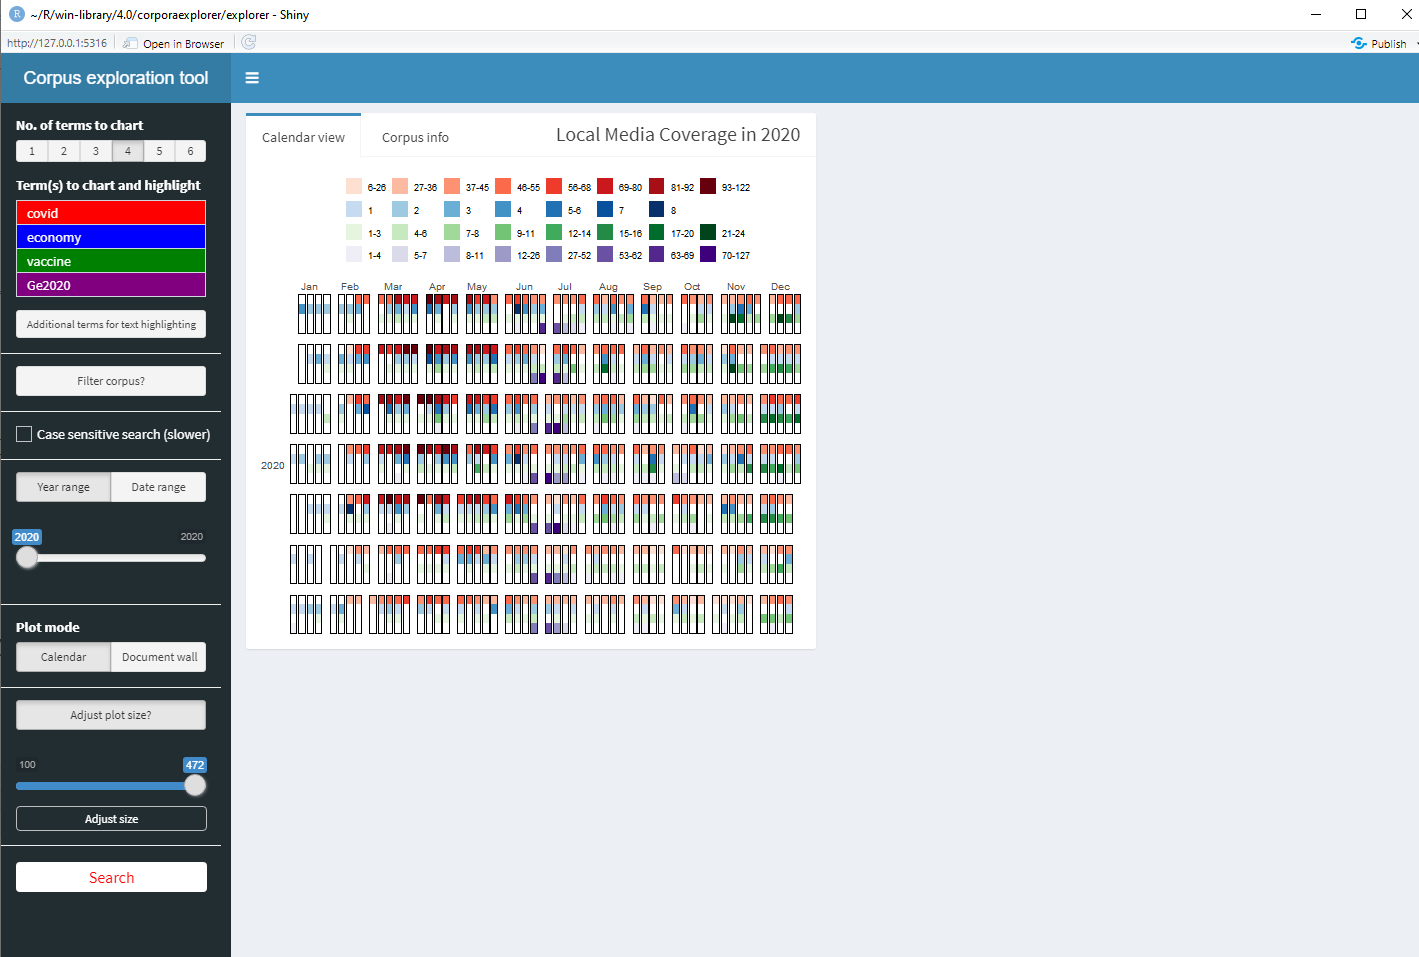 ~/R/win-library/4.0/corporaexplorer/explorer - Shiny
http://127.0.0.1:5316 Open in Browser Publish
Corpus exploration tool
No. of terms to chart
1 2 3 4 5 6
Term(s) to chart and highlight
covid
economy
vaccine
Ge2020
Additional terms for text highlighting
Filter corpus?
Case sensitive search (slower)
Year range Date range
2020 2020
Plot mode
Calendar Document wall
Adjust plot size?
100 472
Adjust size
Search
Calendar view Corpus info Local Media Coverage in 2020
6-26 27-36 37-45 46-55 56-68 69-80 81-92 93-122
1 2 3 4 5-6 7 8
1-3 4-6 7-8 9-11 12-14 15-16 17-20 21-24
1-4 5-7 8-11 12-26 27-52 53-62 63-69 70-127
Jan Feb Mar Apr May Jun Jul Aug Sep Oct Nov Dec
2020